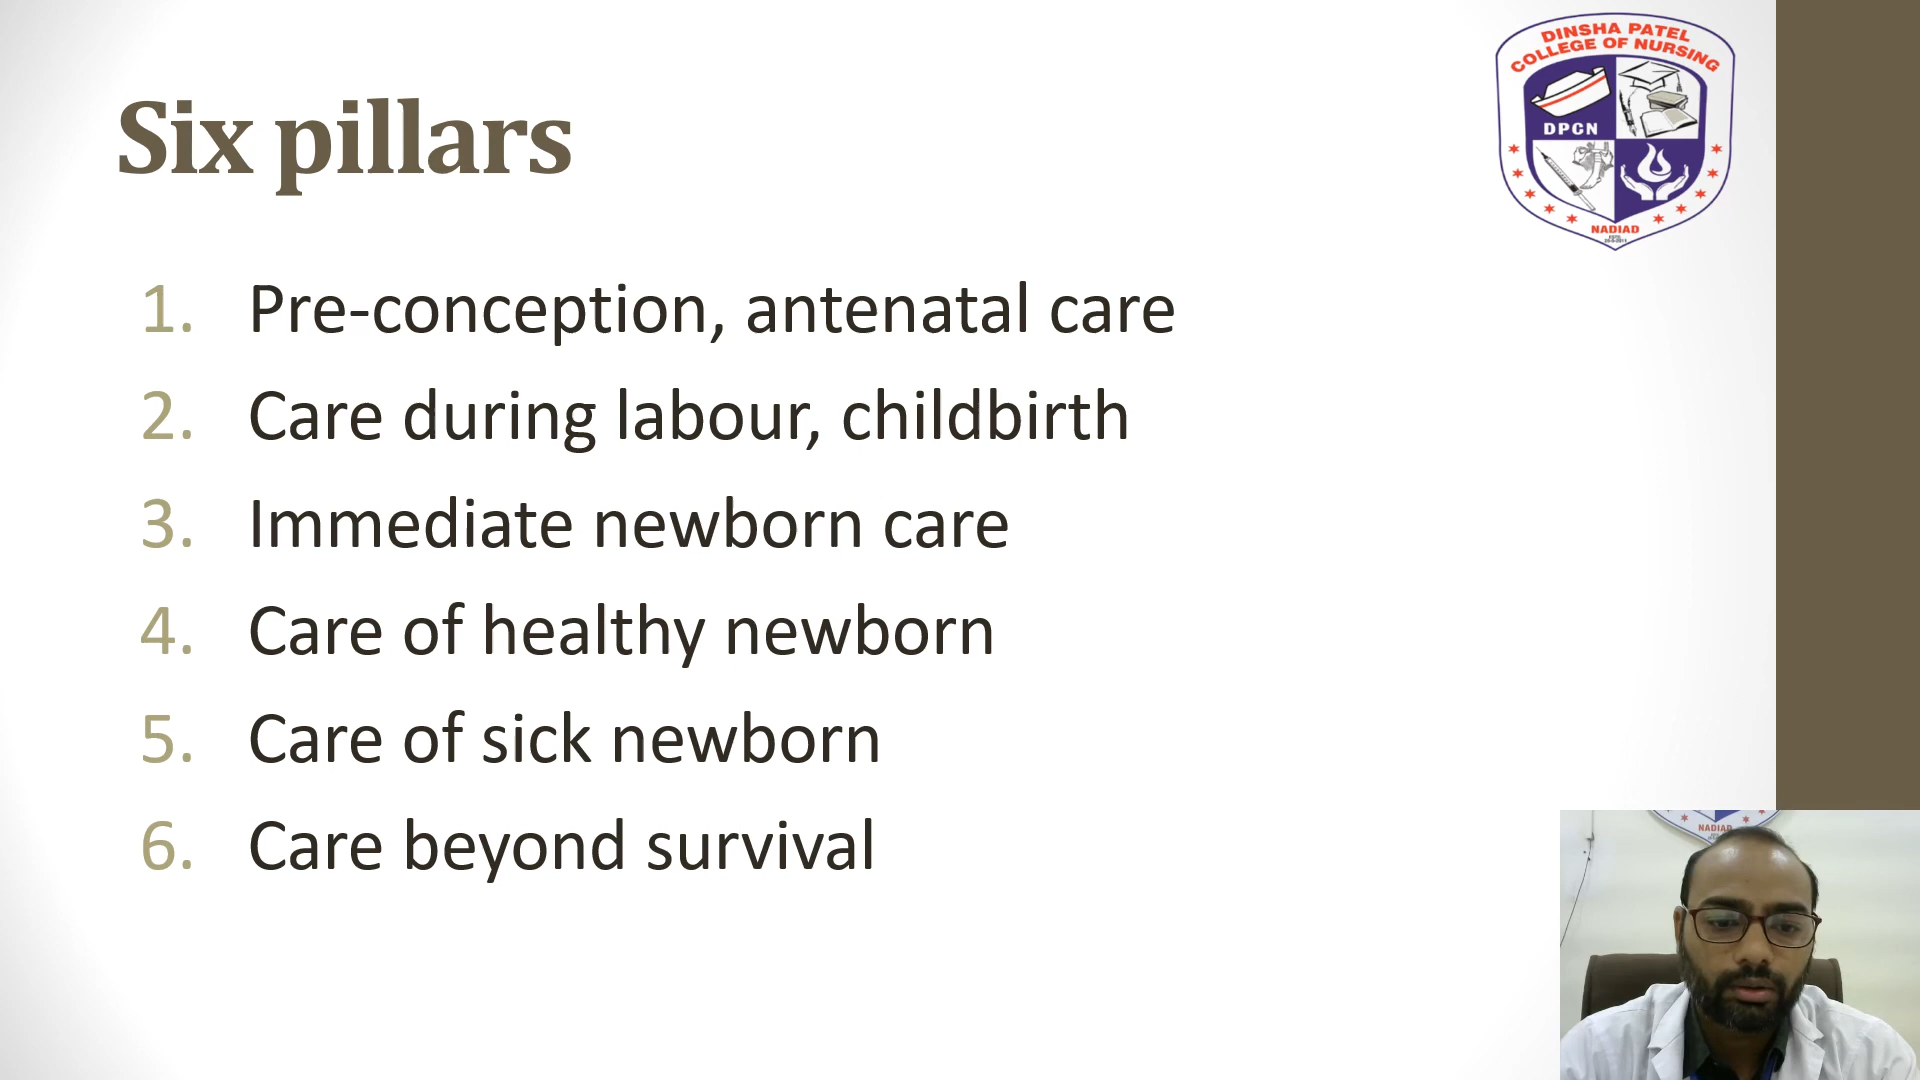 DINSHA PATEL
COLLEGE OF NURSING
DPCN
NADIAD
Six pillars
1. Pre-conception, antenatal care
2. Care during labour, childbirth
3. Immediate newborn care
4. Care of healthy newborn
5. Care of sick newborn
6. Care beyond survival
NADIAD